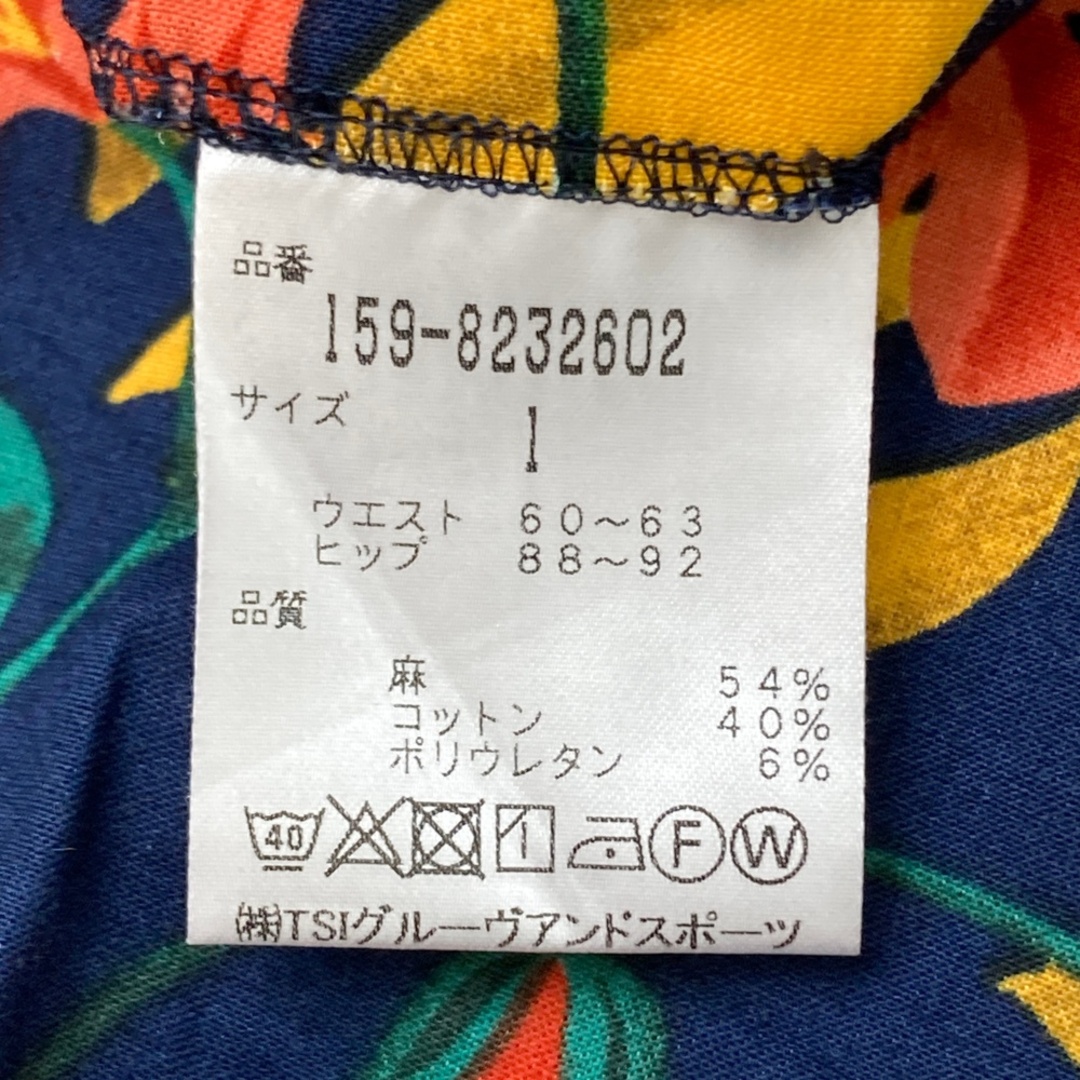 品番
159-8232602
サイズ
1
ウエスト 60～63
ヒップ 88～92
品質
麻 54%
コットン 40%
ポリウレタン 6%
40 F W
㈱TSIグルーヴアンドスポーツ